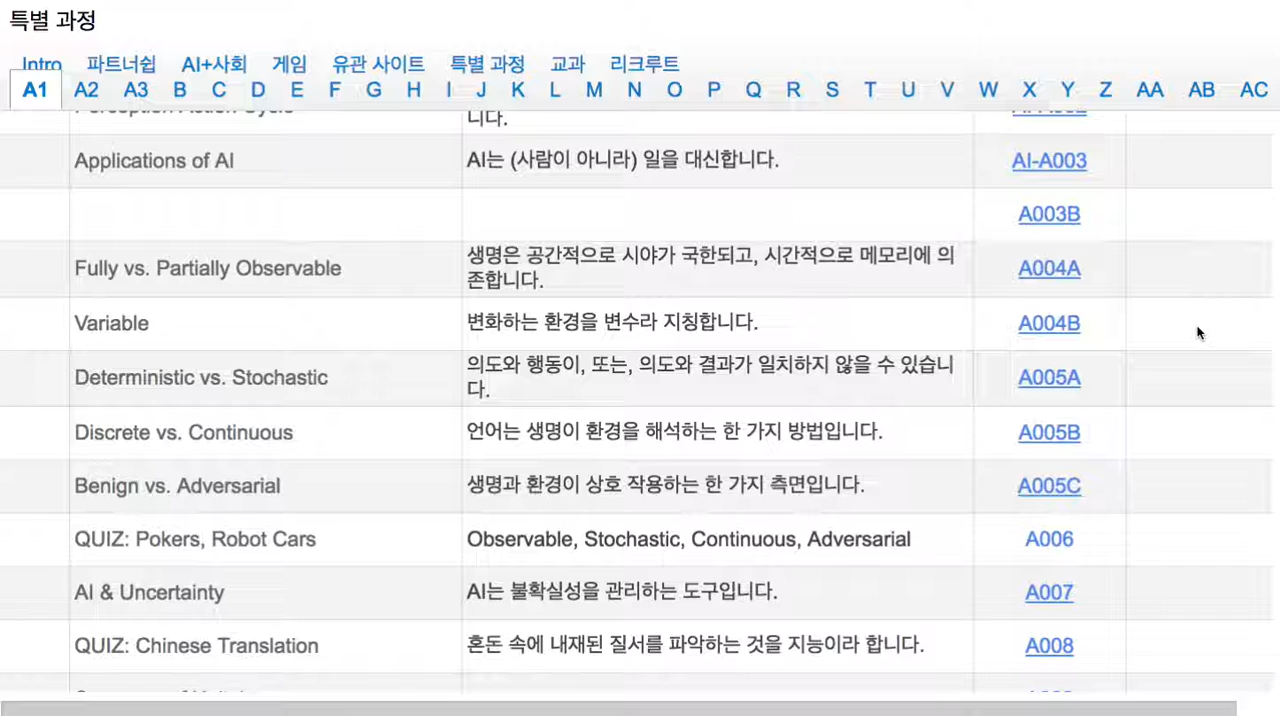 특별 과정
Intro 파트너쉽 AI+사회 게임 유관 사이트 특별 과정 교과 리크루트
A1 A2 A3 B C D E F G H I J K L M N O P Q R S T U V W X Y Z AA AB AC
니다.
Applications of AI AI는 (사람이 아니라) 일을 대신합니다. AI-A003
A003B
Fully vs. Partially Observable 생명은 공간적으로 시야가 국한되고, 시간적으로 메모리에 의
존합니다. A004A
Variable 변화하는 환경을 변수라 지칭합니다. A004B
Deterministic vs. Stochastic 의도와 행동이, 또는, 의도와 결과가 일치하지 않을 수 있습니
다. A005A
Discrete vs. Continuous 언어는 생명이 환경을 해석하는 한 가지 방법입니다. A005B
Benign vs. Adversarial 생명과 환경이 상호 작용하는 한 가지 측면입니다. A005C
QUIZ: Pokers, Robot Cars Observable, Stochastic, Continuous, Adversarial A006
AI & Uncertainty AI는 불확실성을 관리하는 도구입니다. A007
QUIZ: Chinese Translation 혼돈 속에 내재된 질서를 파악하는 것을 지능이라 합니다. A008